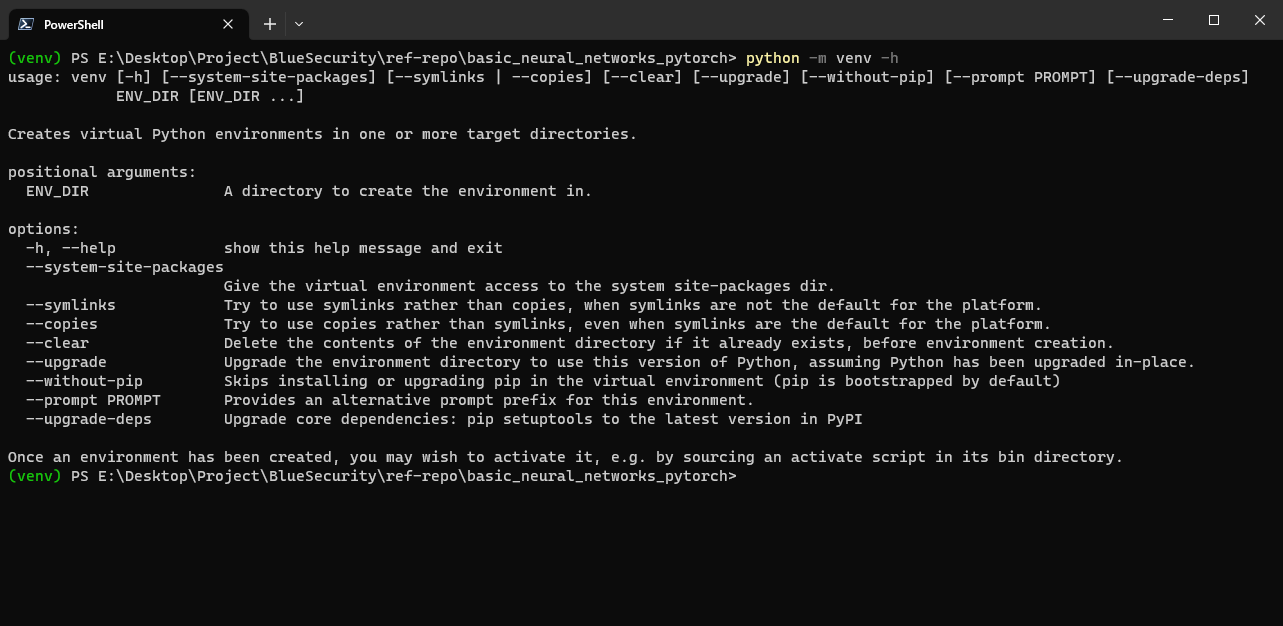 PowerShell
(venv) PS E:\Desktop\Project\BlueSecurity\ref-repo\basic_neural_networks_pytorch> python -m venv -h
usage: venv [-h] [--system-site-packages] [--symlinks | --copies] [--clear] [--upgrade] [--without-pip] [--prompt PROMPT] [--upgrade-deps]
            ENV_DIR [ENV_DIR ...]

Creates virtual Python environments in one or more target directories.

positional arguments:
  ENV_DIR               A directory to create the environment in.

options:
  -h, --help            show this help message and exit
  --system-site-packages
                        Give the virtual environment access to the system site-packages dir.
  --symlinks            Try to use symlinks rather than copies, when symlinks are not the default for the platform.
  --copies              Try to use copies rather than symlinks, even when symlinks are the default for the platform.
  --clear               Delete the contents of the environment directory if it already exists, before environment creation.
  --upgrade             Upgrade the environment directory to use this version of Python, assuming Python has been upgraded in-place.
  --without-pip         Skips installing or upgrading pip in the virtual environment (pip is bootstrapped by default)
  --prompt PROMPT       Provides an alternative prompt prefix for this environment.
  --upgrade-deps        Upgrade core dependencies: pip setuptools to the latest version in PyPI

Once an environment has been created, you may wish to activate it, e.g. by sourcing an activate script in its bin directory.
(venv) PS E:\Desktop\Project\BlueSecurity\ref-repo\basic_neural_networks_pytorch>